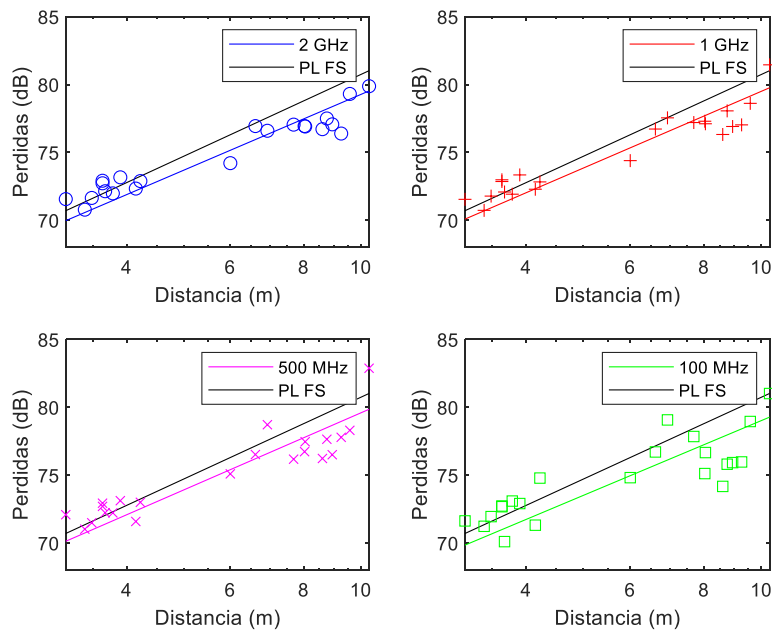 85
80
75
70
Perdidas (dB)
2 GHz
PL FS
4
6
8
10
Distancia (m)
85
80
75
70
Perdidas (dB)
1 GHz
PL FS
4
6
8
10
Distancia (m)
85
80
75
70
Perdidas (dB)
500 MHz
PL FS
4
6
8
10
Distancia (m)
85
80
75
70
Perdidas (dB)
100 MHz
PL FS
4
6
8
10
Distancia (m)